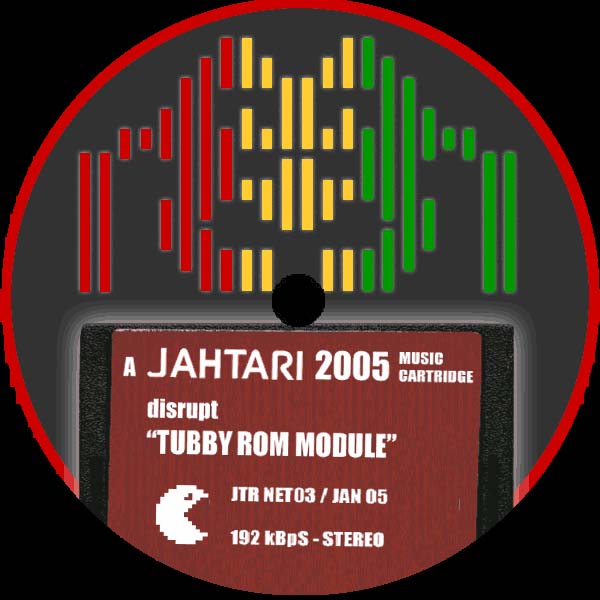 A JAHTARI 2005 MUSIC CARTRIDGE
disrupt
“TUBBY ROM MODULE”
JTR NET03 / JAN 05
192 kBpS - STEREO